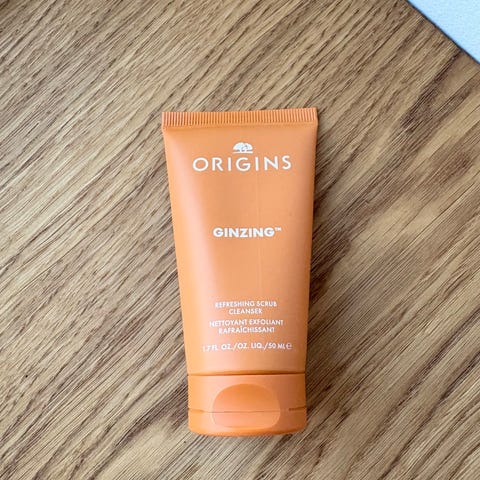 ORIGINS
GINZING™
REFRESHING SCRUB
CLEANSER
NETTOYANT EXFOLIANT
RAFRAÎCHISSANT
1.7 FL. OZ./OZ. LIQ./50 ML ℮